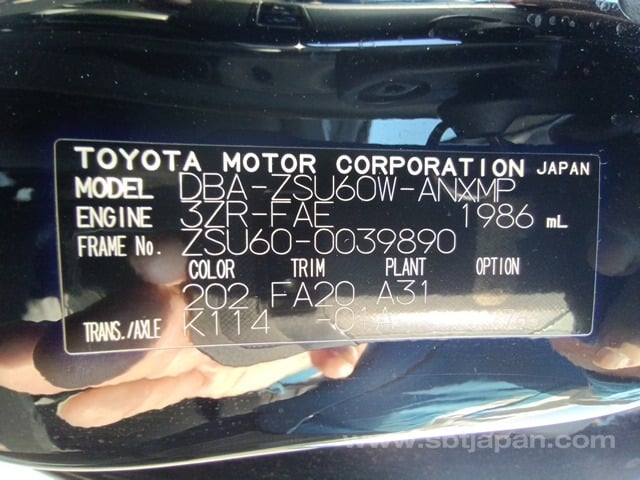 TOYOTA MOTOR CORPORATION JAPAN
MODEL DBA-ZSU60W-ANXMP
ENGINE 3ZR-FAE 1986 mL
FRAME No. ZSU60-0039890
COLOR TRIM PLANT OPTION
202 FA20 A31
TRANS./AXLE K114 -01A
www.sbtjapan.com